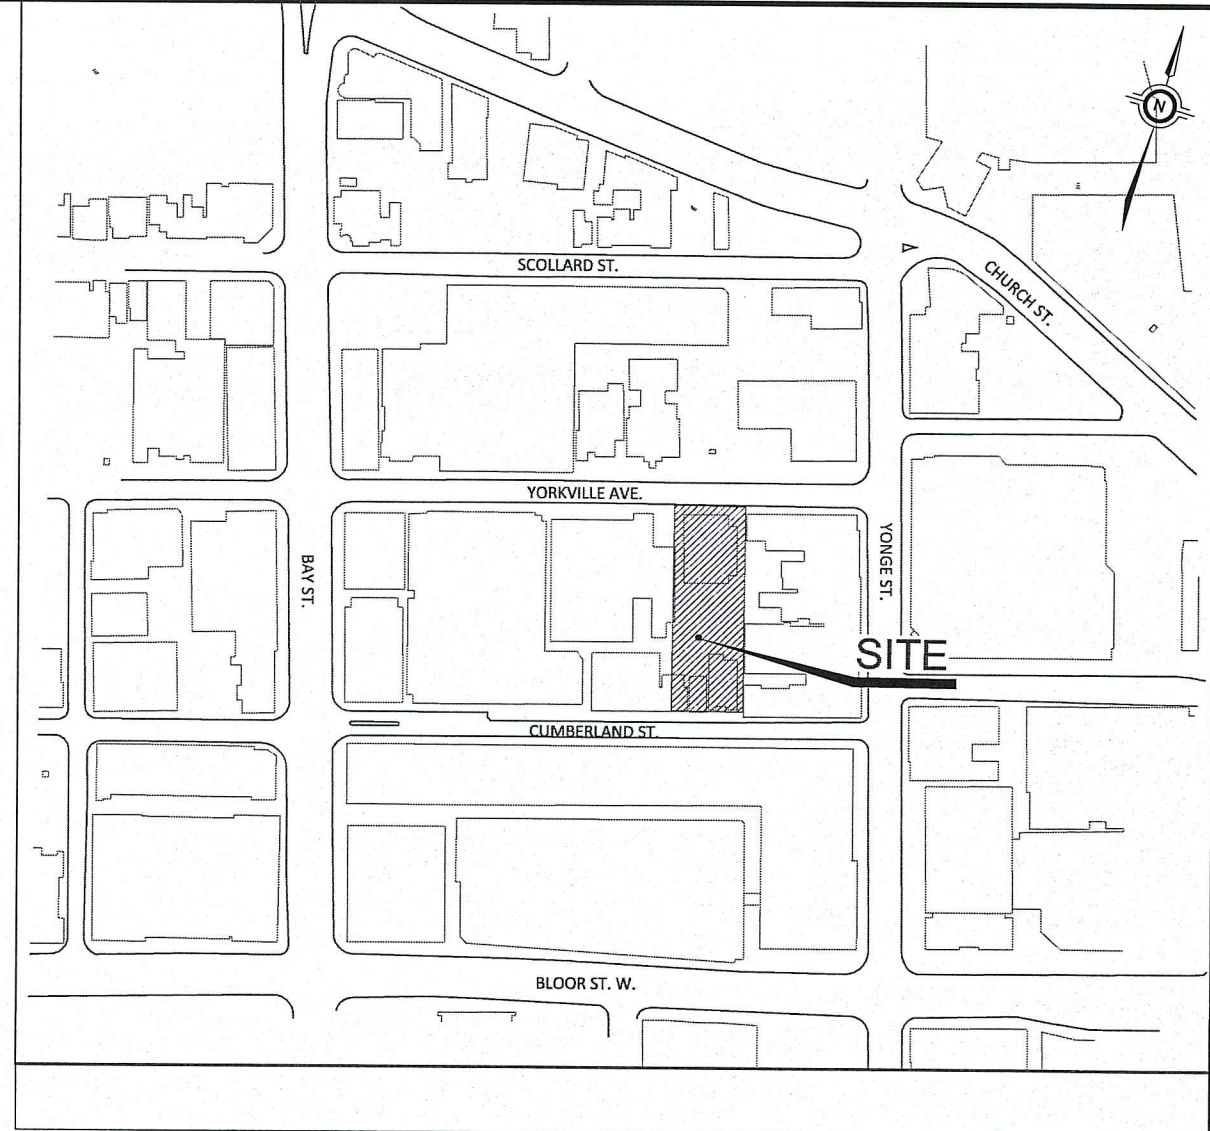 N
SCOLLARD ST.
CHURCH ST.
YORKVILLE AVE.
BAY ST.
YONGE ST.
SITE
CUMBERLAND ST.
BLOOR ST. W.